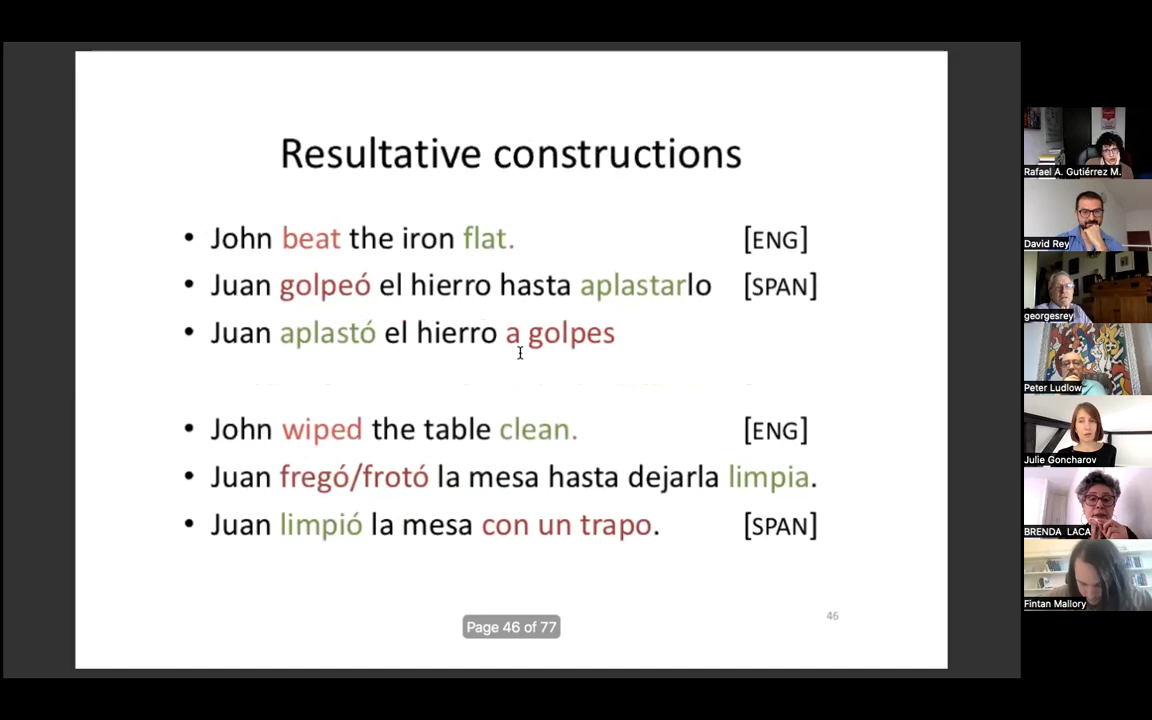 Resultative constructions
• John beat the iron flat. [ENG]
• Juan golpeó el hierro hasta aplastarlo [SPAN]
• Juan aplastó el hierro a golpes
• John wiped the table clean. [ENG]
• Juan fregó/frotó la mesa hasta dejarla limpia.
• Juan limpió la mesa con un trapo. [SPAN]
46
Page 46 of 77
Rafael A. Gutiérrez M.
David Rey
georgesrey
Peter Ludlow
Julie Goncharov
BRENDA LACA
Fintan Mallory